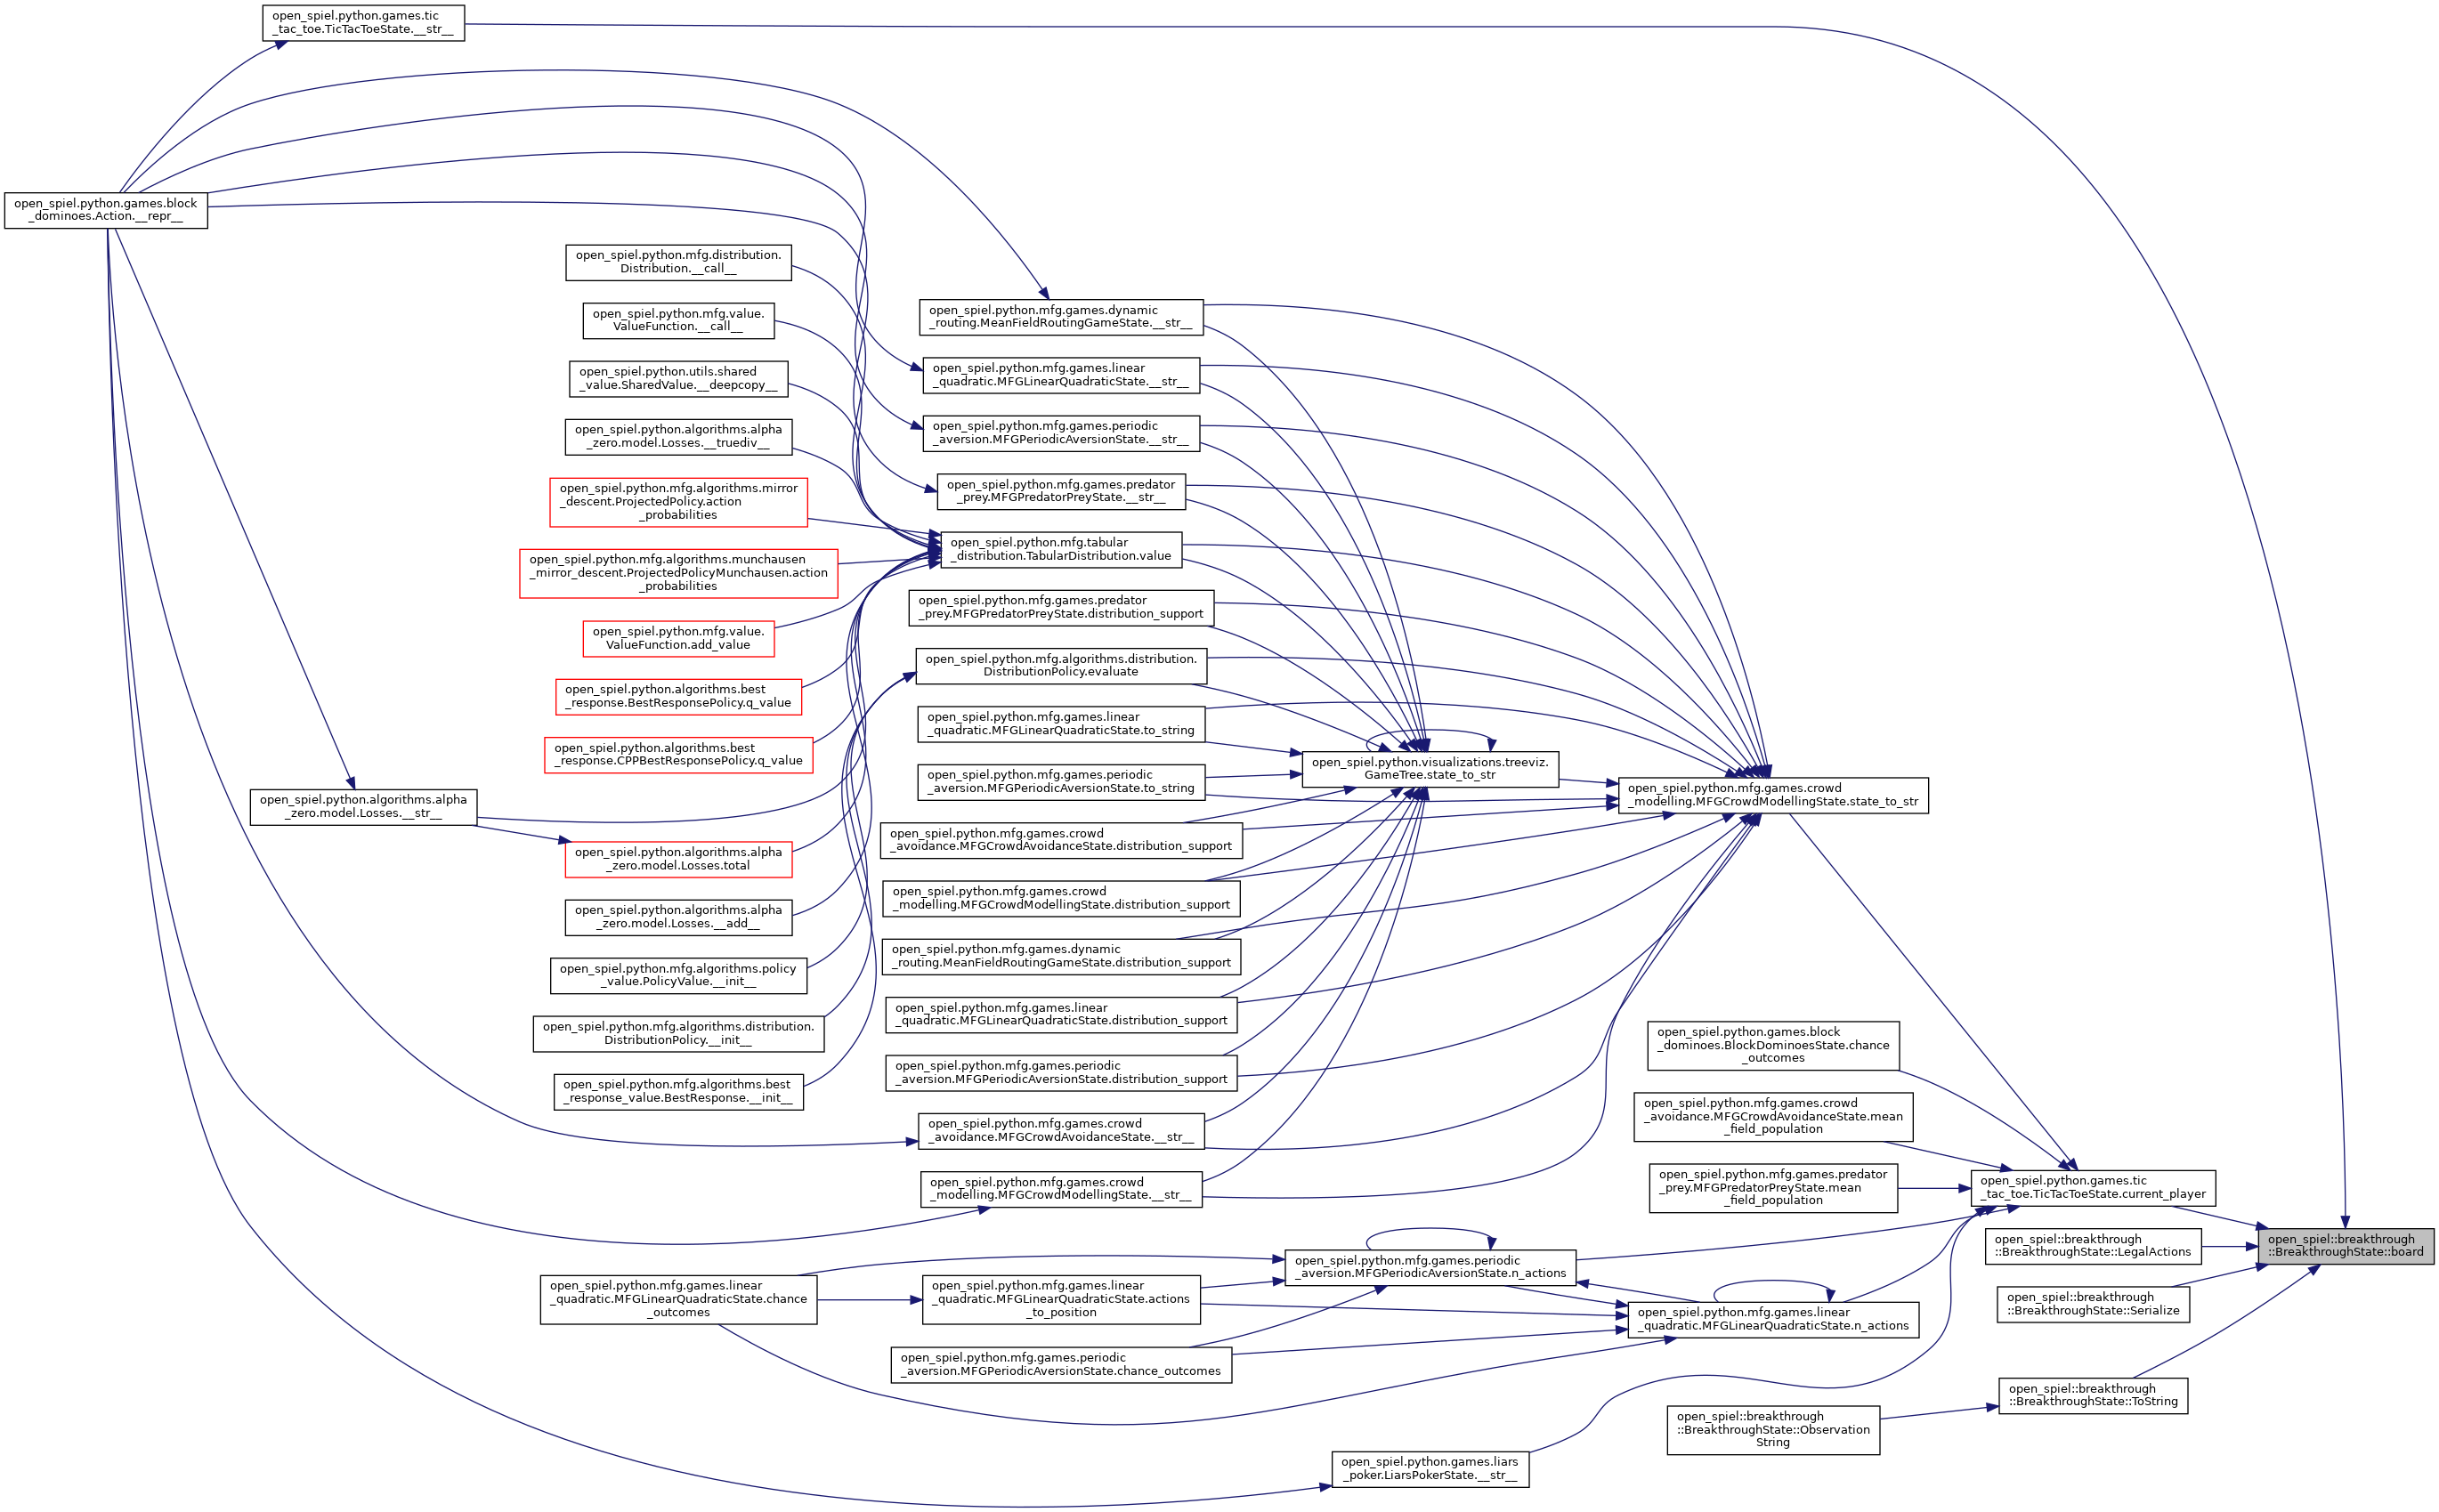 open_spiel.python.games.tic
_tac_toe.TicTacToeState.__str__
open_spiel.python.games.block
_dominoes.Action.__repr__
open_spiel.python.algorithms.alpha
_zero.model.Losses.__str__
open_spiel.python.mfg.distribution.
Distribution.__call__
open_spiel.python.mfg.value.
ValueFunction.__call__
open_spiel.python.utils.shared
_value.SharedValue.__deepcopy__
open_spiel.python.algorithms.alpha
_zero.model.Losses.__truediv__
open_spiel.python.mfg.algorithms.mirror
_descent.ProjectedPolicy.action
_probabilities
open_spiel.python.mfg.algorithms.munchausen
_mirror_descent.ProjectedPolicyMunchausen.action
_probabilities
open_spiel.python.mfg.value.
ValueFunction.add_value
open_spiel.python.algorithms.best
_response.BestResponsePolicy.q_value
open_spiel.python.algorithms.best
_response.CPPBestResponsePolicy.q_value
open_spiel.python.algorithms.alpha
_zero.model.Losses.total
open_spiel.python.algorithms.alpha
_zero.model.Losses.__add__
open_spiel.python.mfg.algorithms.policy
_value.PolicyValue.__init__
open_spiel.python.mfg.algorithms.distribution.
DistributionPolicy.__init__
open_spiel.python.mfg.algorithms.best
_response_value.BestResponse.__init__
open_spiel.python.mfg.games.linear
_quadratic.MFGLinearQuadraticState.chance
_outcomes
open_spiel.python.mfg.games.dynamic
_routing.MeanFieldRoutingGameState.__str__
open_spiel.python.mfg.games.linear
_quadratic.MFGLinearQuadraticState.__str__
open_spiel.python.mfg.games.periodic
_aversion.MFGPeriodicAversionState.__str__
open_spiel.python.mfg.games.predator
_prey.MFGPredatorPreyState.__str__
open_spiel.python.mfg.tabular
_distribution.TabularDistribution.value
open_spiel.python.mfg.games.predator
_prey.MFGPredatorPreyState.distribution_support
open_spiel.python.mfg.algorithms.distribution.
DistributionPolicy.evaluate
open_spiel.python.mfg.games.linear
_quadratic.MFGLinearQuadraticState.to_string
open_spiel.python.mfg.games.periodic
_aversion.MFGPeriodicAversionState.to_string
open_spiel.python.mfg.games.crowd
_avoidance.MFGCrowdAvoidanceState.distribution_support
open_spiel.python.mfg.games.crowd
_modelling.MFGCrowdModellingState.distribution_support
open_spiel.python.mfg.games.dynamic
_routing.MeanFieldRoutingGameState.distribution_support
open_spiel.python.mfg.games.linear
_quadratic.MFGLinearQuadraticState.distribution_support
open_spiel.python.mfg.games.periodic
_aversion.MFGPeriodicAversionState.distribution_support
open_spiel.python.mfg.games.crowd
_avoidance.MFGCrowdAvoidanceState.__str__
open_spiel.python.mfg.games.crowd
_modelling.MFGCrowdModellingState.__str__
open_spiel.python.mfg.games.linear
_quadratic.MFGLinearQuadraticState.actions
_to_position
open_spiel.python.mfg.games.periodic
_aversion.MFGPeriodicAversionState.chance_outcomes
open_spiel.python.visualizations.treeviz.
GameTree.state_to_str
open_spiel.python.mfg.games.periodic
_aversion.MFGPeriodicAversionState.n_actions
open_spiel.python.games.liars
_poker.LiarsPokerState.__str__
open_spiel.python.mfg.games.crowd
_modelling.MFGCrowdModellingState.state_to_str
open_spiel.python.games.block
_dominoes.BlockDominoesState.chance
_outcomes
open_spiel.python.mfg.games.crowd
_avoidance.MFGCrowdAvoidanceState.mean
_field_population
open_spiel.python.mfg.games.predator
_prey.MFGPredatorPreyState.mean
_field_population
open_spiel.python.mfg.games.linear
_quadratic.MFGLinearQuadraticState.n_actions
open_spiel::breakthrough
::BreakthroughState::Observation
String
open_spiel.python.games.tic
_tac_toe.TicTacToeState.current_player
open_spiel::breakthrough
::BreakthroughState::LegalActions
open_spiel::breakthrough
::BreakthroughState::Serialize
open_spiel::breakthrough
::BreakthroughState::ToString
open_spiel::breakthrough
::BreakthroughState::board